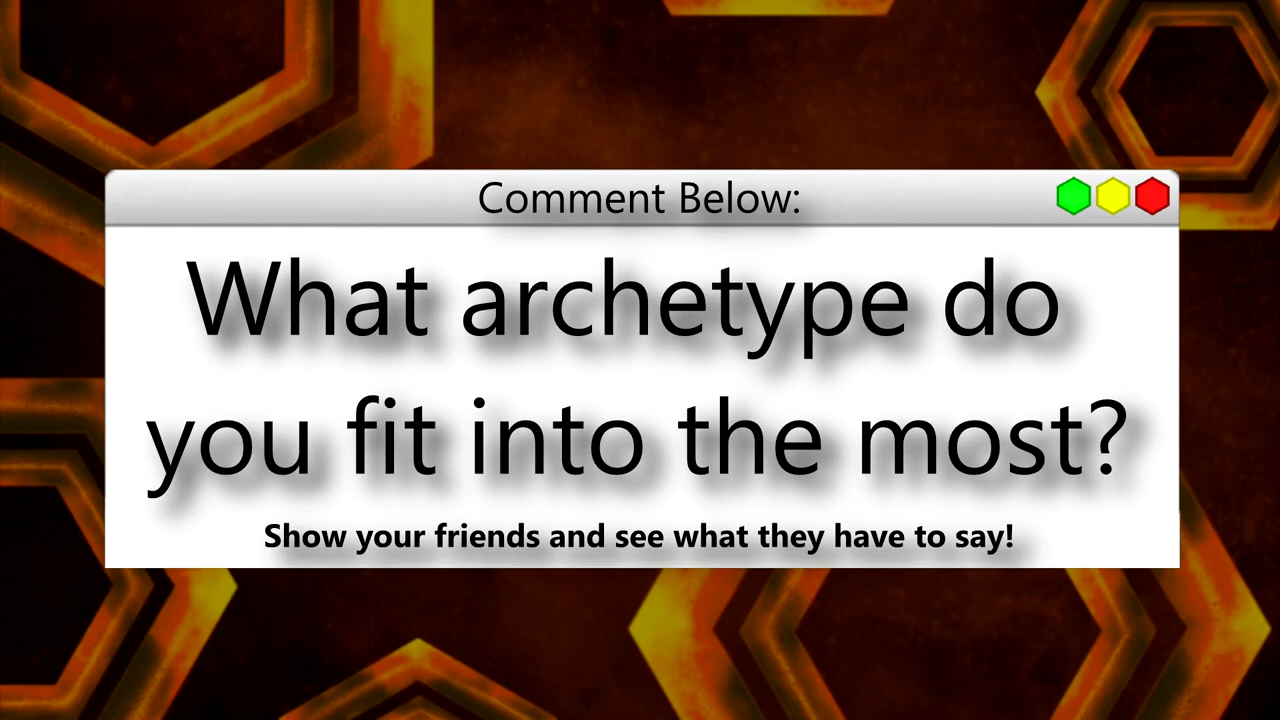 Comment Below:
What archetype do
you fit into the most?
Show your friends and see what they have to say!